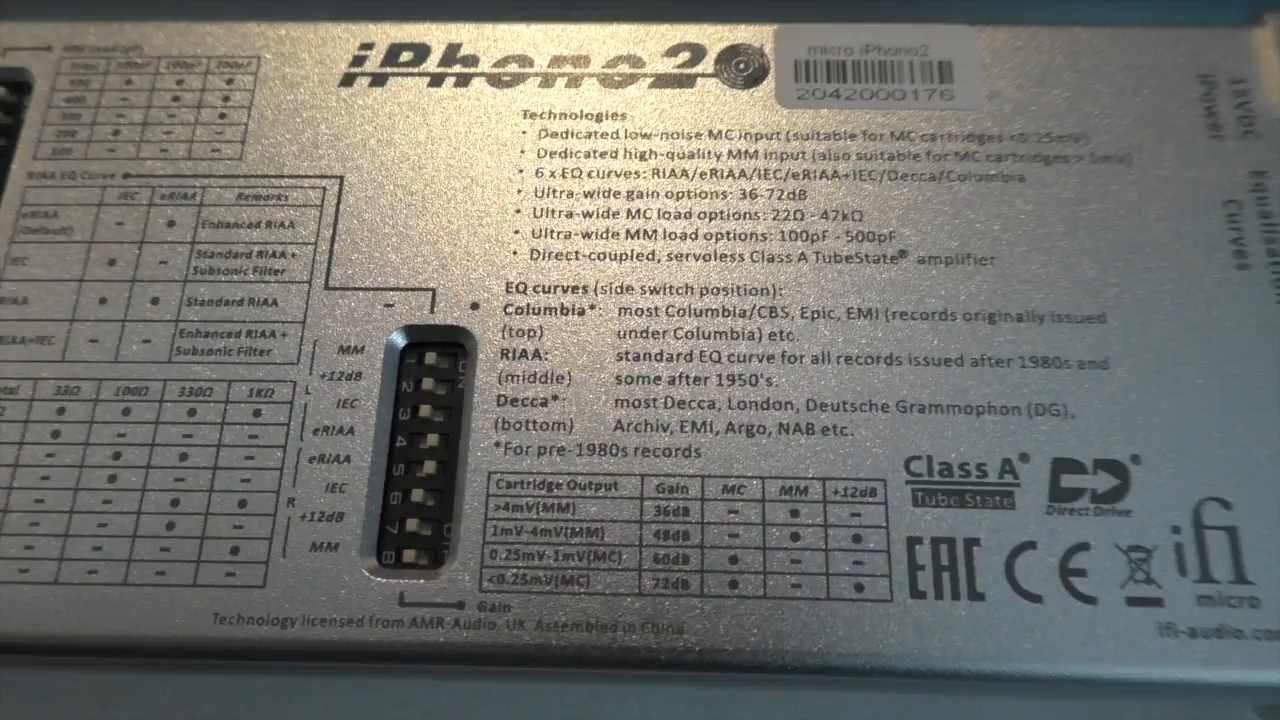 iPhono2
micro iPhono2
2042000176
Technologies
• Dedicated low-noise MC input (suitable for MC cartridges <0.25mV)
• Dedicated high-quality MM input (also suitable for MC cartridges > 1mV)
• 6 x EQ curves: RIAA/eRIAA/IEC/eRIAA+IEC/Decca/Columbia
• Ultra-wide gain options: 36-72dB
• Ultra-wide MC load options: 22Ω - 47kΩ
• Ultra-wide MM load options: 100pF - 500pF
• Direct-coupled, servoless Class A TubeState® amplifier
EQ curves (side switch position):
Columbia*: most Columbia/CBS, Epic, EMI (records originally issued
(top) under Columbia) etc.
RIAA: standard EQ curve for all records issued after 1980s and
(middle) some after 1950's.
Decca*: most Decca, London, Deutsche Grammophon (DG),
(bottom) Archiv, EMI, Argo, NAB etc.
*For pre-1980s records
Cartridge Output Gain MC MM +12dB
>4mV(MM) 36dB – • –
1mV-4mV(MM) 48dB – • •
0.25mV-1mV(MC) 60dB • – –
<0.25mV(MC) 72dB • – •
RIAA EQ Curve
IEC eRIAA Remarks
eRIAA (Default) – • Enhanced RIAA
IEC • – Standard RIAA + Subsonic Filter
• • Standard RIAA
– – Enhanced RIAA + Subsonic Filter
33Ω 100Ω 330Ω 1KΩ
MM
+12dB
L
IEC
eRIAA
eRIAA
IEC
R
+12dB
MM
ON
2
3
4
5
6
7
8
Gain
Class A®
Tube State
Direct Drive®
EAC CE
ifi
micro
Technology licensed from AMR-Audio, UK. Assembled in China
iPower
Curves